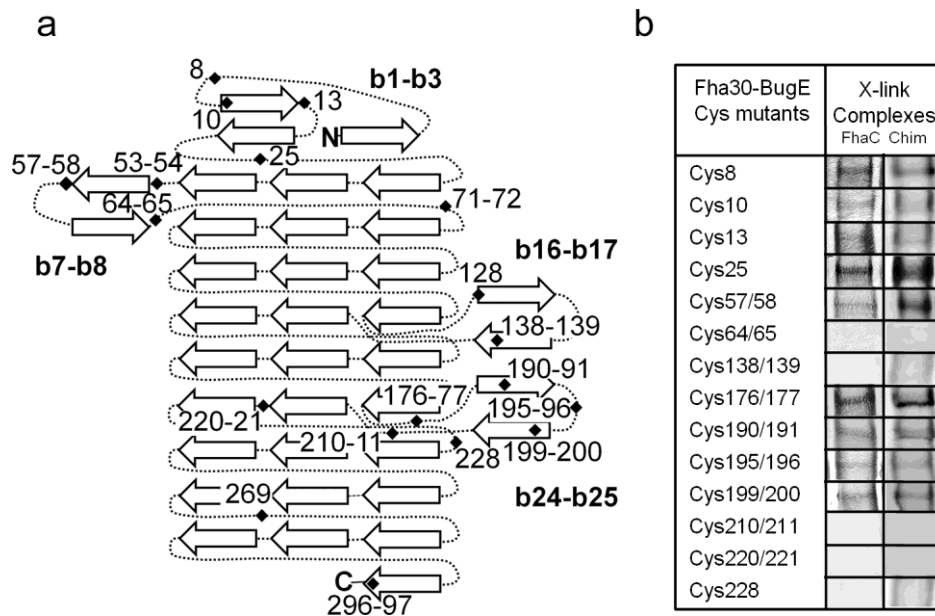 a
b
8
b1-b3
13
10
N
57-58
53-54
25
64-65
71-72
b7-b8
b16-b17
128
138-139
190-91
176-77
195-96
220-21
210-11
228
199-200
269
b24-b25
C
296-97
Fha30-BugE
Cys mutants
X-link
Complexes
FhaC Chim
Cys8
Cys10
Cys13
Cys25
Cys57/58
Cys64/65
Cys138/139
Cys176/177
Cys190/191
Cys195/196
Cys199/200
Cys210/211
Cys220/221
Cys228